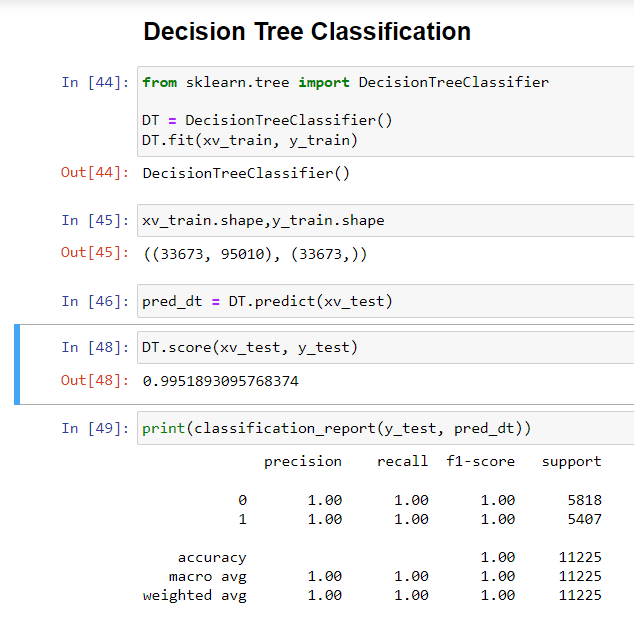 Decision Tree Classification
In [44]: from sklearn.tree import DecisionTreeClassifier
DT = DecisionTreeClassifier()
DT.fit(xv_train, y_train)
Out[44]: DecisionTreeClassifier()
In [45]: xv_train.shape,y_train.shape
Out[45]: ((33673, 95010), (33673,))
In [46]: pred_dt = DT.predict(xv_test)
In [48]: DT.score(xv_test, y_test)
Out[48]: 0.9951893095768374
In [49]: print(classification_report(y_test, pred_dt))
precision recall f1-score support
0 1.00 1.00 1.00 5818
1 1.00 1.00 1.00 5407
accuracy 1.00 11225
macro avg 1.00 1.00 1.00 11225
weighted avg 1.00 1.00 1.00 11225